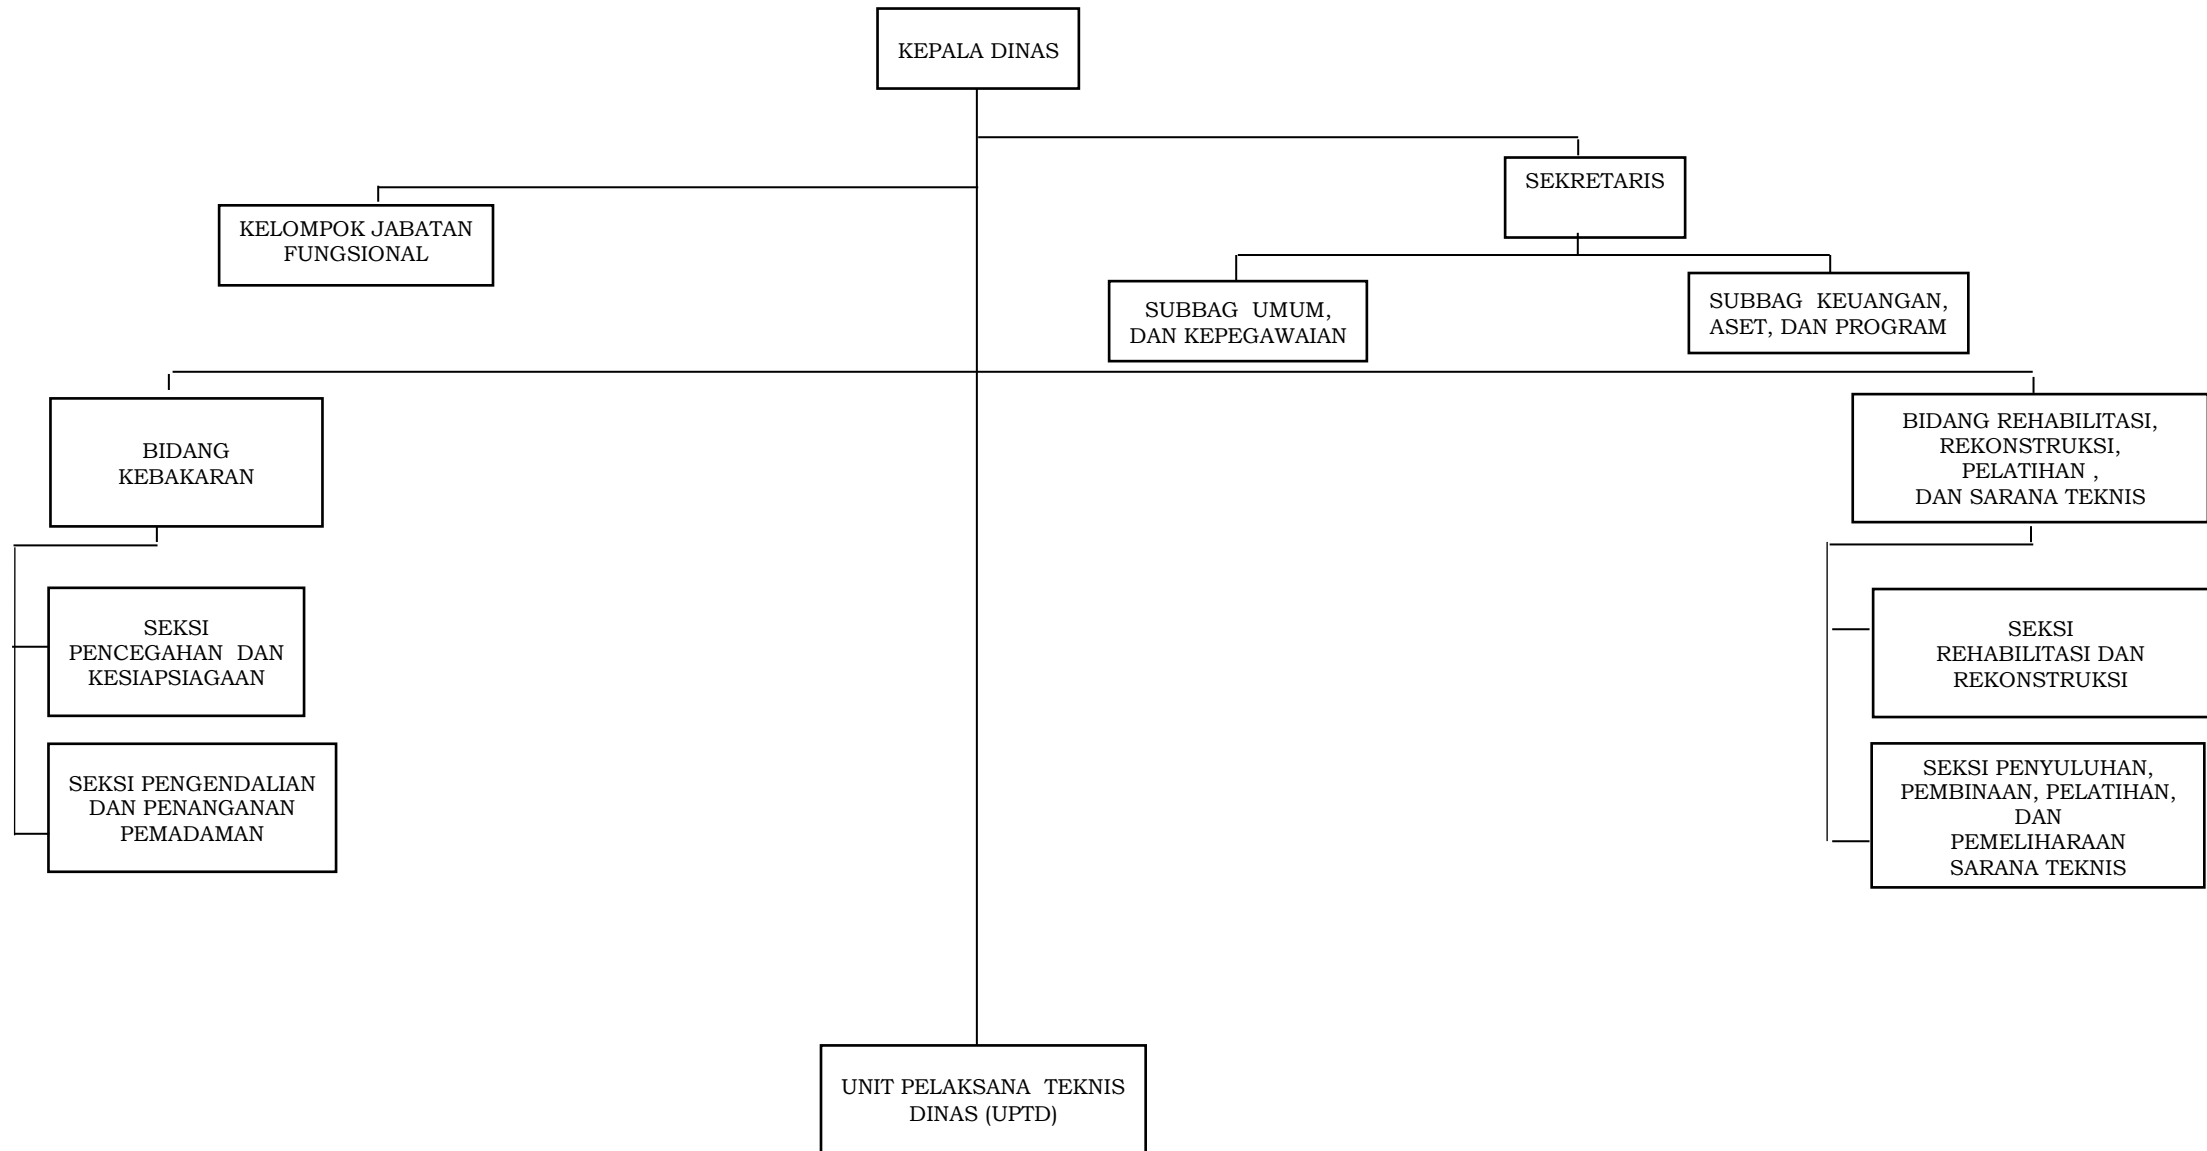 KEPALA DINAS
SEKRETARIS
KELOMPOK JABATAN
FUNGSIONAL
SUBBAG UMUM,
DAN KEPEGAWAIAN
SUBBAG KEUANGAN,
ASET, DAN PROGRAM
BIDANG
KEBAKARAN
BIDANG REHABILITASI,
REKONSTRUKSI,
PELATIHAN ,
DAN SARANA TEKNIS
SEKSI
PENCEGAHAN DAN
KESIAPSIAGAAN
SEKSI
REHABILITASI DAN
REKONSTRUKSI
SEKSI PENGENDALIAN
DAN PENANGANAN
PEMADAMAN
SEKSI PENYULUHAN,
PEMBINAAN, PELATIHAN,
DAN
PEMELIHARAAN
SARANA TEKNIS
UNIT PELAKSANA TEKNIS
DINAS (UPTD)